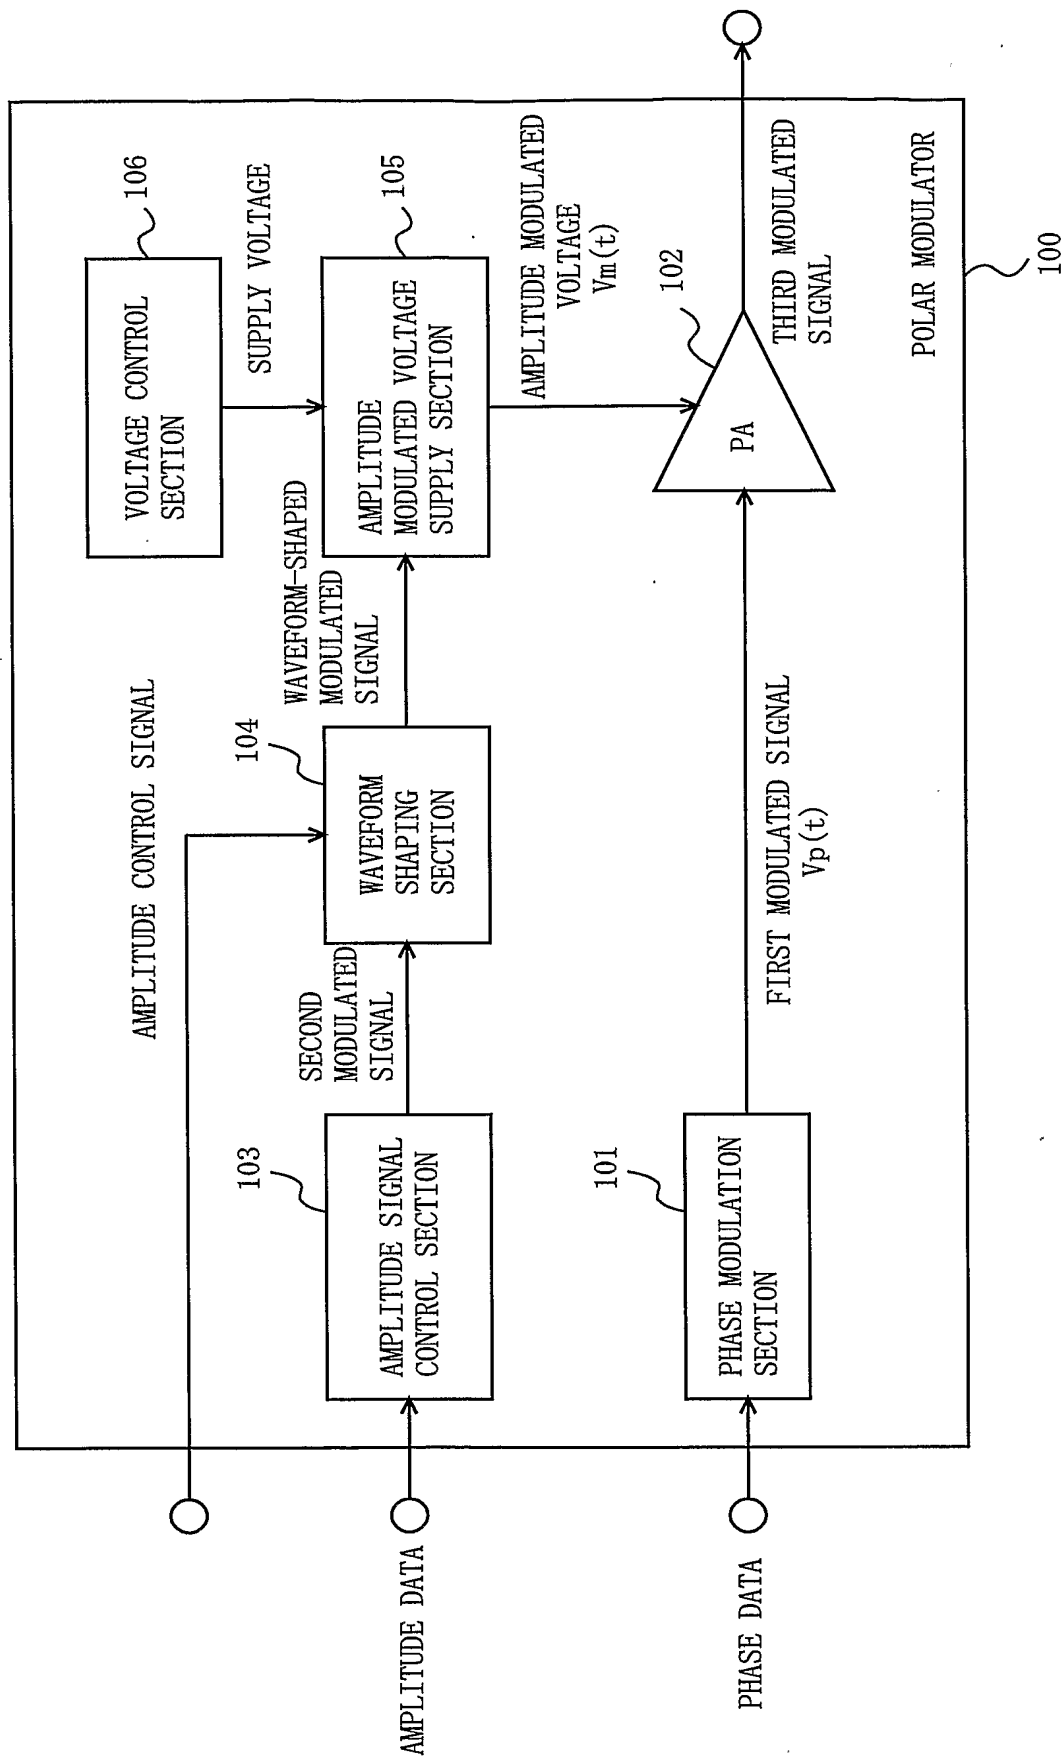 AMPLITUDE CONTROL SIGNAL
106
VOLTAGE CONTROL
SECTION
SUPPLY VOLTAGE
AMPLITUDE DATA
103
AMPLITUDE SIGNAL
CONTROL SECTION
SECOND
MODULATED
SIGNAL
104
WAVEFORM
SHAPING
SECTION
WAVEFORM-SHAPED
MODULATED
SIGNAL
105
AMPLITUDE
MODULATED VOLTAGE
SUPPLY SECTION
AMPLITUDE MODULATED
VOLTAGE
Vm(t)
PHASE DATA
101
PHASE MODULATION
SECTION
FIRST MODULATED SIGNAL
Vp(t)
102
PA
THIRD MODULATED
SIGNAL
POLAR MODULATOR
100